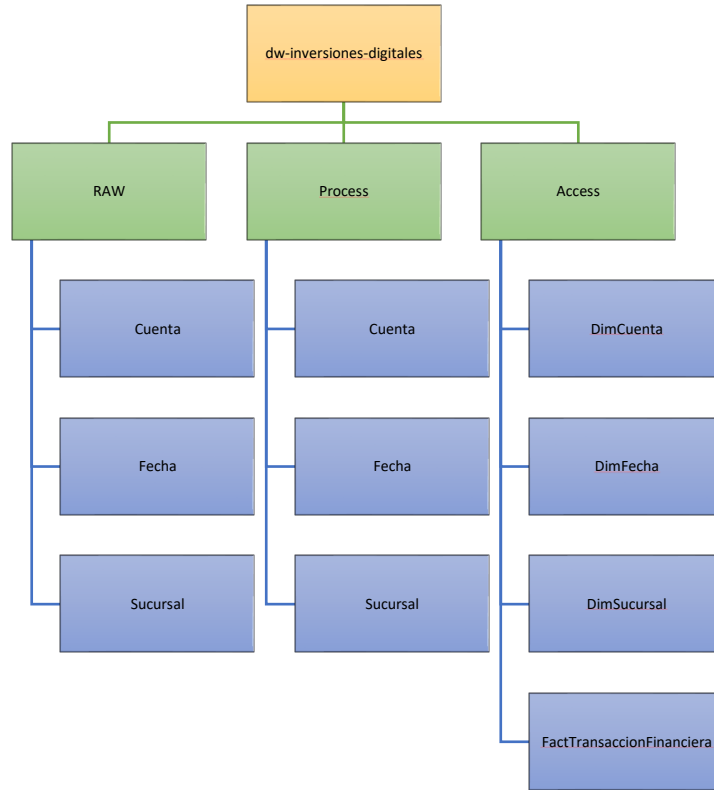 dw-inversiones-digitales
RAW
Process
Access
Cuenta
Cuenta
DimCuenta
Fecha
Fecha
DimFecha
Sucursal
Sucursal
DimSucursal
FactTransaccionFinanciera